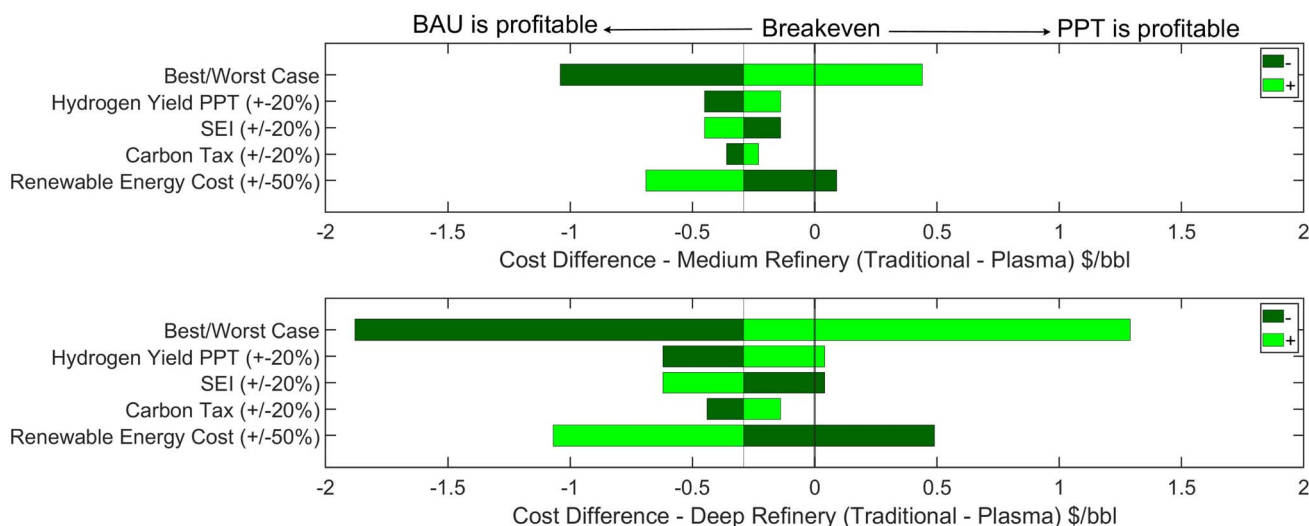 BAU is profitable Breakeven PPT is profitable
Best/Worst Case
Hydrogen Yield PPT (+-20%)
SEI (+/-20%)
Carbon Tax (+/-20%)
Renewable Energy Cost (+/-50%)
-
+
-2 -1.5 -1 -0.5 0 0.5 1 1.5 2
Cost Difference - Medium Refinery (Traditional - Plasma) $/bbl
Best/Worst Case
Hydrogen Yield PPT (+-20%)
SEI (+/-20%)
Carbon Tax (+/-20%)
Renewable Energy Cost (+/-50%)
-
+
-2 -1.5 -1 -0.5 0 0.5 1 1.5 2
Cost Difference - Deep Refinery (Traditional - Plasma) $/bbl